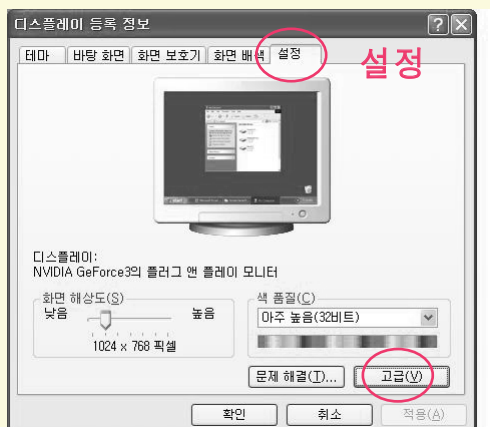 디스플레이 등록 정보
테마 바탕 화면 화면 보호기 화면 배색 설정
설정
디스플레이:
NVIDIA GeForce3의 플러그 앤 플레이 모니터
화면 해상도(S)
낮음 높음
1024 x 768 픽셀
색 품질(C)
아주 높음(32비트)
문제 해결(T)... 고급(V)
확인 취소 적용(A)